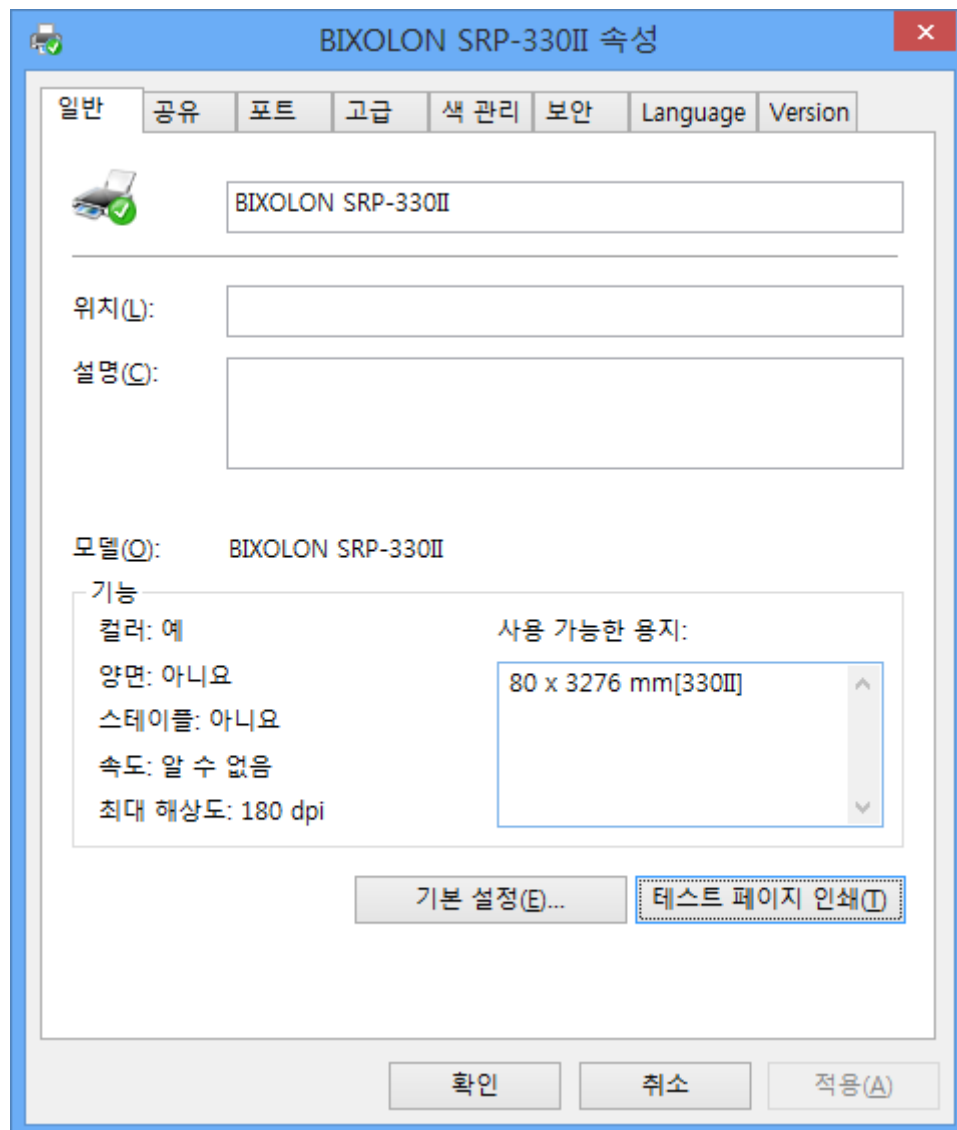 BIXOLON SRP-330II 속성
일반 공유 포트 고급 색 관리 보안 Language Version
BIXOLON SRP-330II
위치(L):
설명(C):
모델(O): BIXOLON SRP-330II
기능
컬러: 예
사용 가능한 용지:
양면: 아니요
80 x 3276 mm[330II]
스테이플: 아니요
속도: 알 수 없음
최대 해상도: 180 dpi
기본 설정(E)... 테스트 페이지 인쇄(T)
확인 취소 적용(A)